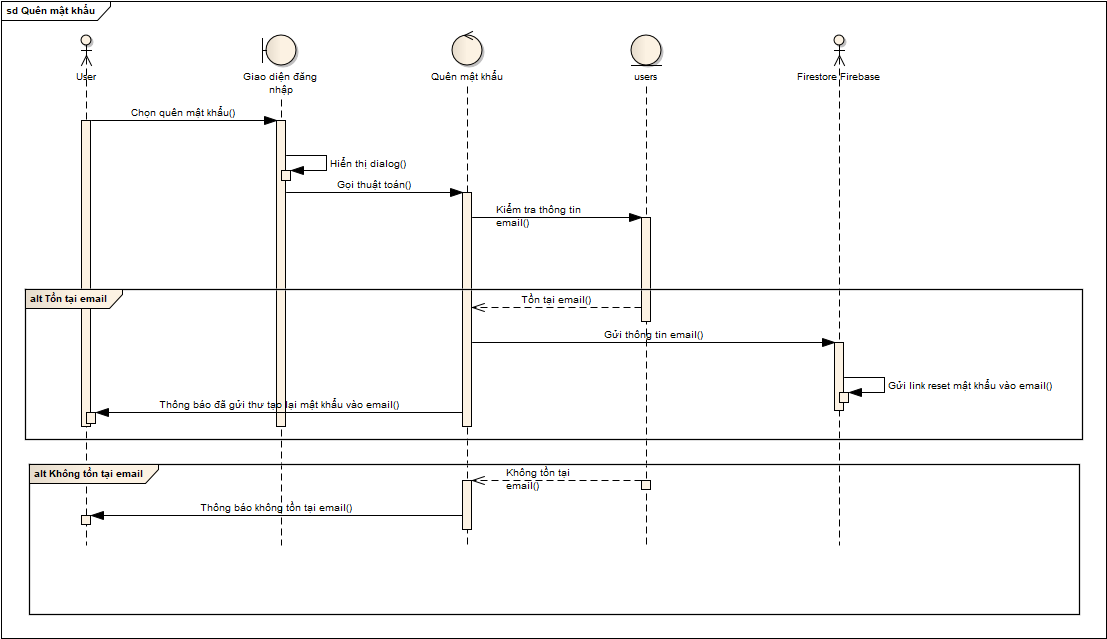 sd Quên mật khẩu
User
Giao diện đăng
nhập
Quên mật khẩu
users
Firestore Firebase
Chọn quên mật khẩu()
Hiển thị dialog()
Gọi thuật toán()
Kiểm tra thông tin
email()
alt Tồn tại email
Tồn tại email()
Gửi thông tin email()
Gửi link reset mật khẩu vào email()
Thông báo đã gửi thư tạo lại mật khẩu vào email()
alt Không tồn tại email
Không tồn tại
email()
Thông báo không tồn tại email()